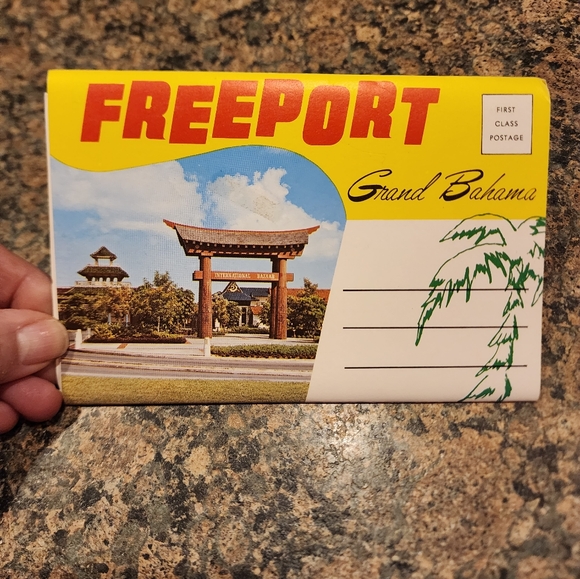 FREEPORT
FIRST
CLASS
POSTAGE
Grand Bahama
INTERNATIONAL BAZAAR